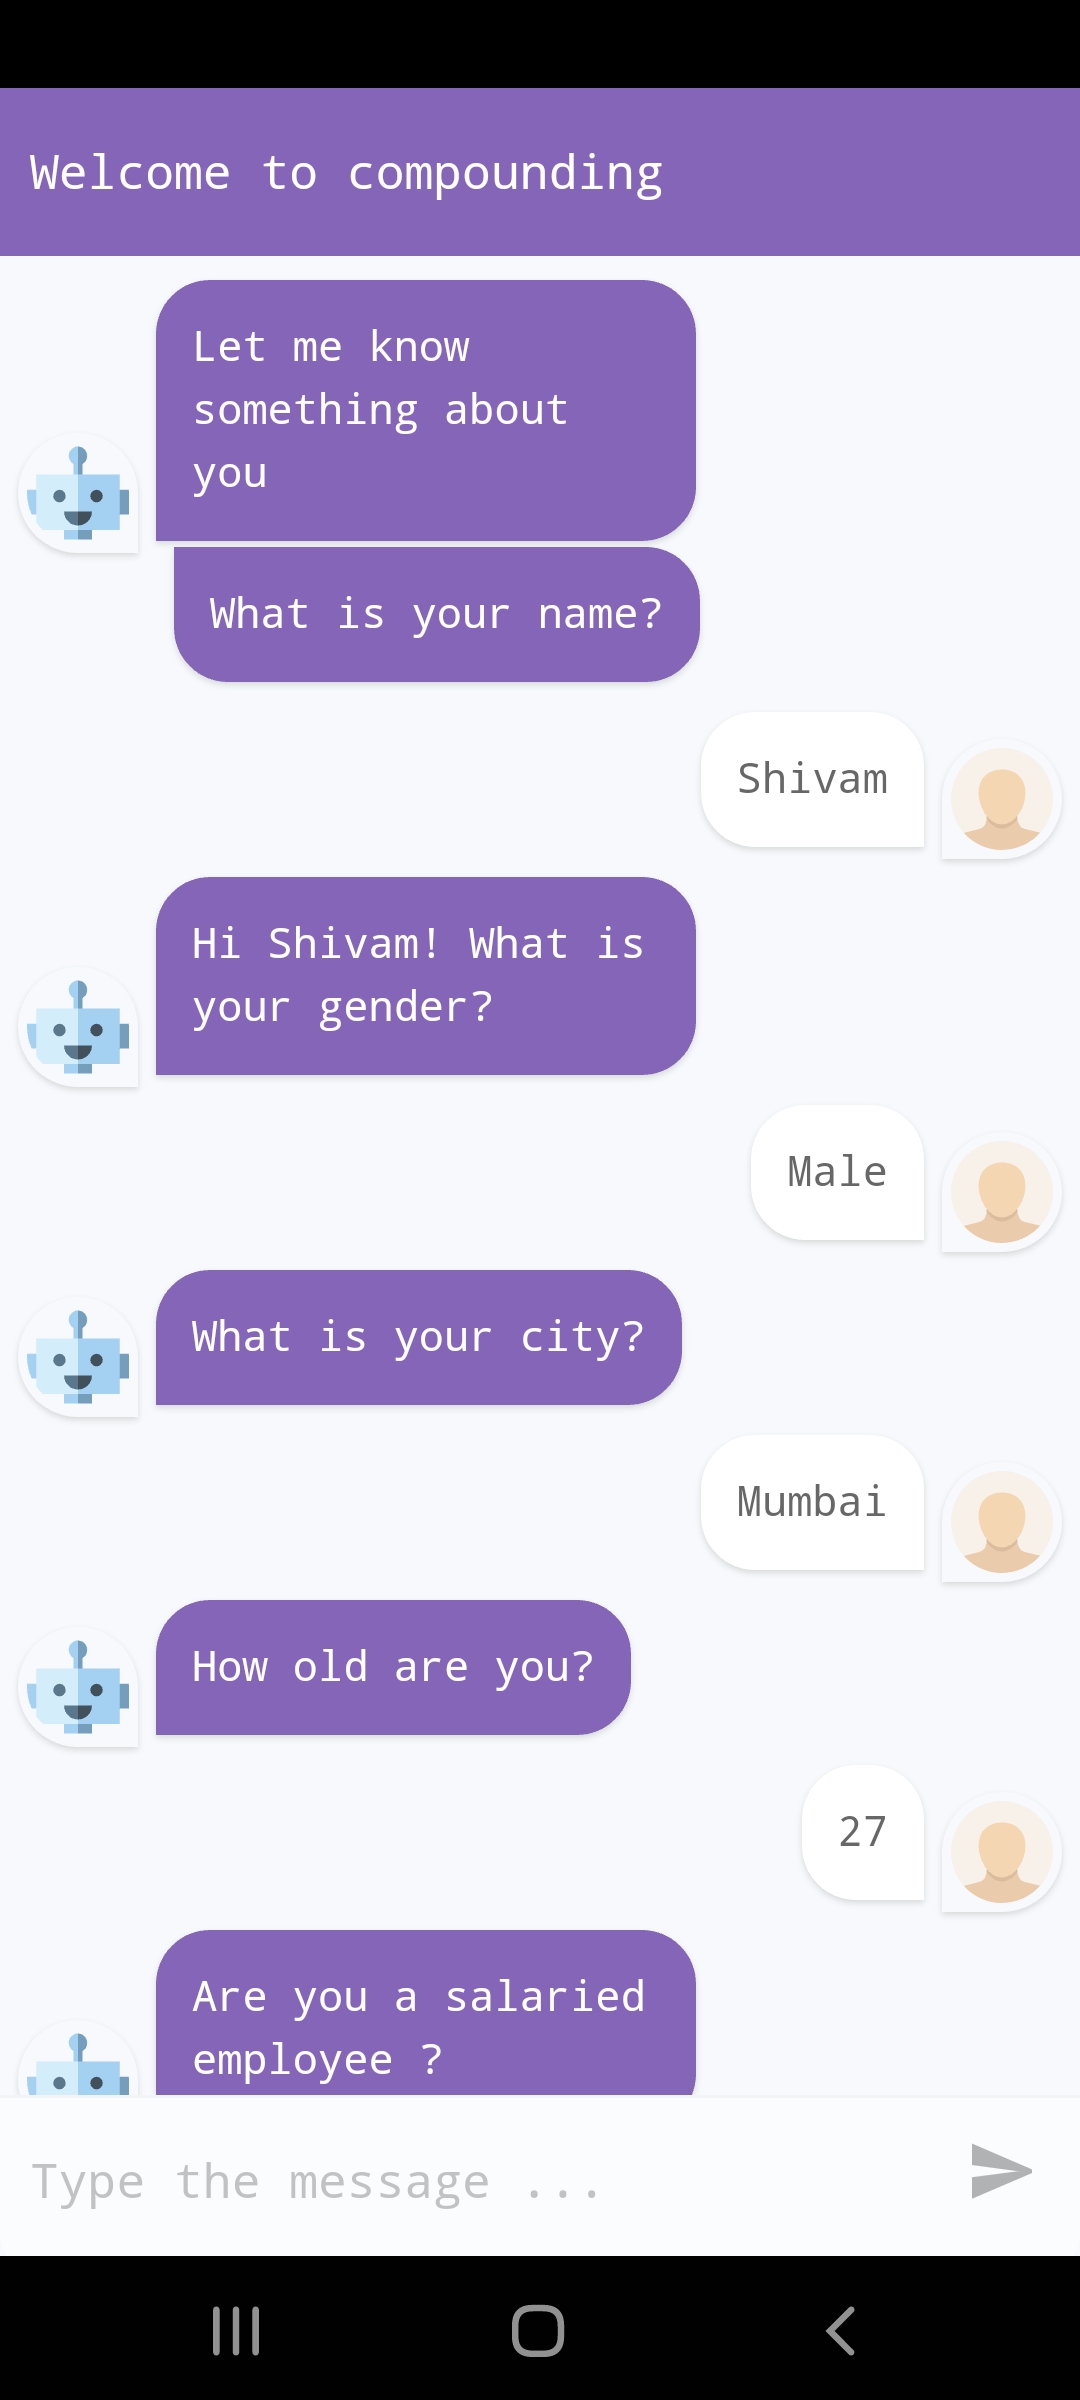 Welcome to compounding
Let me know
something about
you
What is your name?
Shivam
Hi Shivam! What is
your gender?
Male
What is your city?
Mumbai
How old are you?
27
Are you a salaried
employee ?
Type the message ...